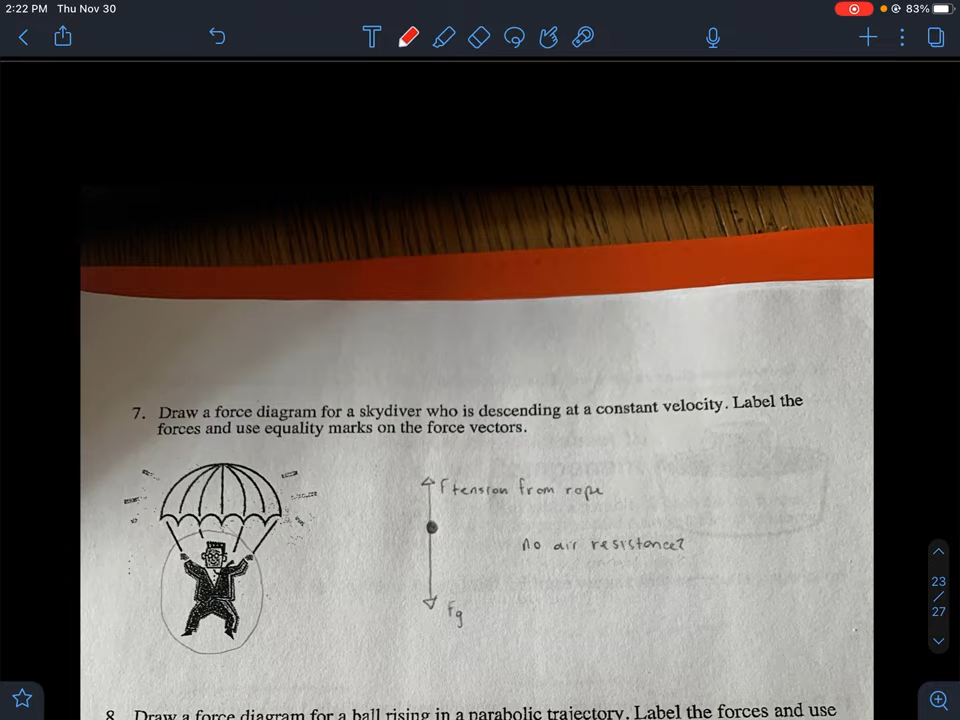 2:22 PM Thu Nov 30
83%
T
7. Draw a force diagram for a skydiver who is descending at a constant velocity. Label the
forces and use equality marks on the force vectors.
Ftension from rope
No air resistance?
Fg
23
/
27
8. Draw a force diagram for a ball rising in a parabolic trajectory. Label the forces and use